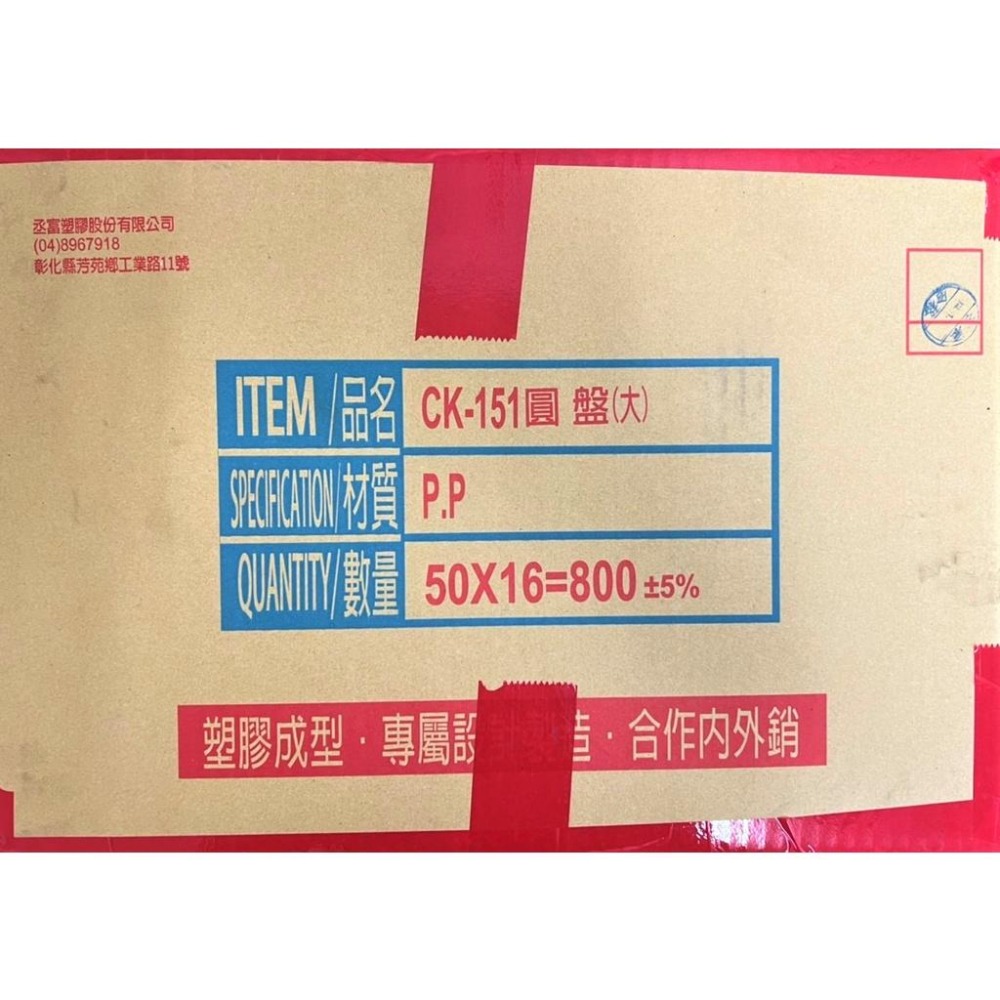 丞富塑膠股份有限公司
(04)8967918
彰化縣芳苑鄉工業路11號
ITEM /品名 CK-151圓 盤(大)
SPECIFICATION/材質 P.P
QUANTITY/數量 50X16=800 ±5%
塑膠成型．專屬設計製造．合作內外銷